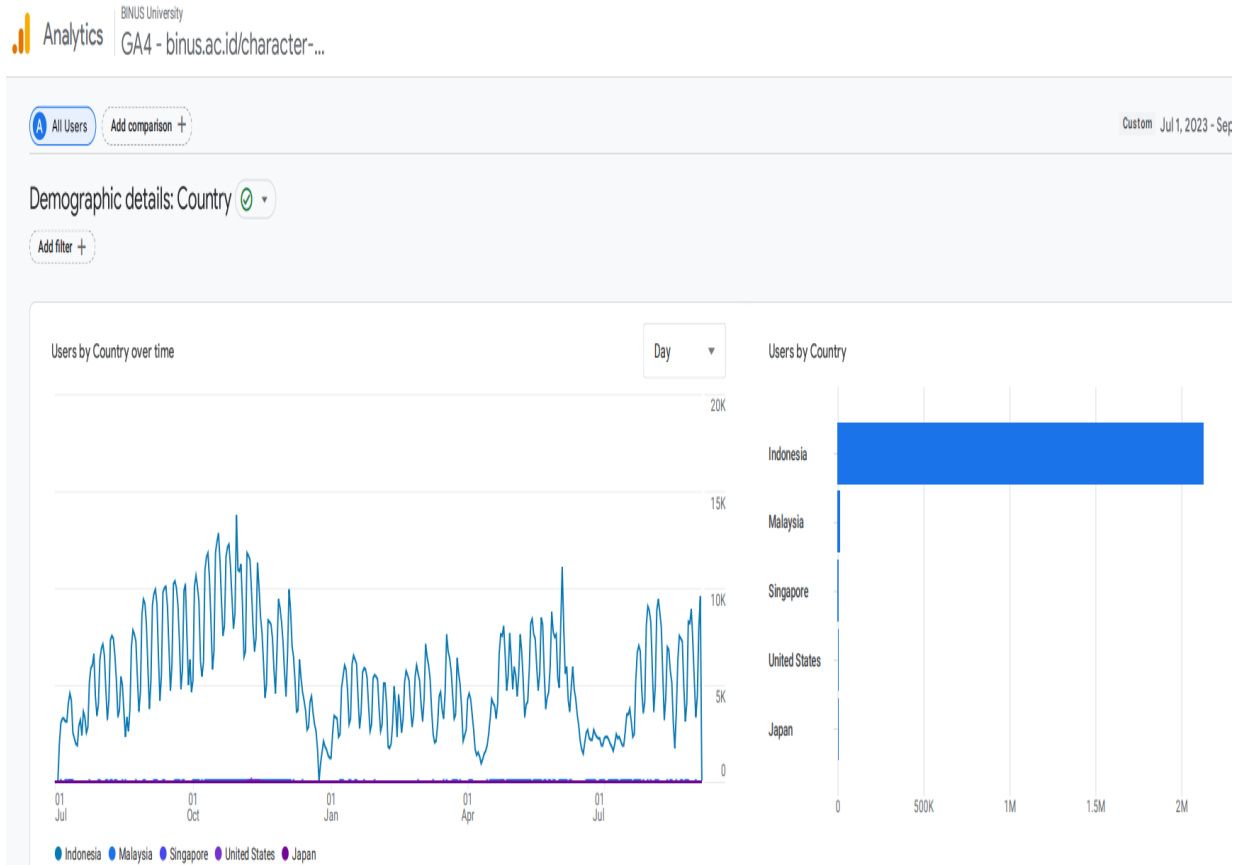 BINUS University
Analytics
GA4 - binus.ac.id/character-...
A All Users
Add comparison +
Custom Jul 1, 2023 - Sep
Demographic details: Country
Add filter +
Users by Country over time
Day
20K
15K
10K
5K
0
01 Jul
01 Oct
01 Jan
01 Apr
01 Jul
Indonesia Malaysia Singapore United States Japan
Users by Country
Indonesia
Malaysia
Singapore
United States
Japan
0 500K 1M 1.5M 2M